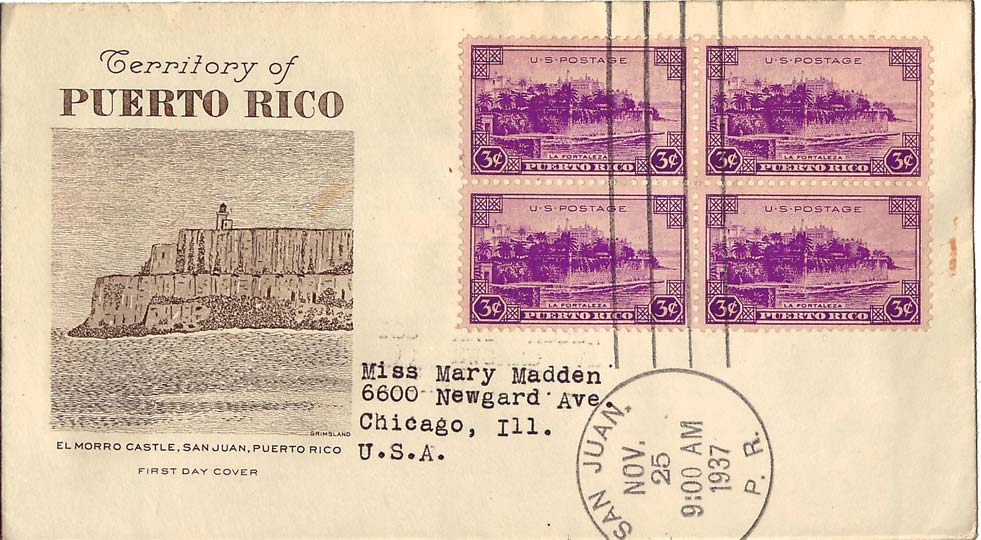 Territory of
PUERTO RICO
GRIMSLAND
EL MORRO CASTLE, SAN JUAN, PUERTO RICO
FIRST DAY COVER
U·S·POSTAGE
LA FORTALEZA
3¢ PUERTO RICO 3¢
U·S·POSTAGE
LA FORTALEZA
3¢ PUERTO RICO 3¢
U·S·POSTAGE
LA FORTALEZA
3¢ PUERTO RICO 3¢
U·S·POSTAGE
LA FORTALEZA
3¢ PUERTO RICO 3¢
Miss Mary Madden
6600 Newgard Ave.
Chicago, Ill.
U.S.A.
SAN JUAN. P. R.
NOV.
25
9:00 AM
1937